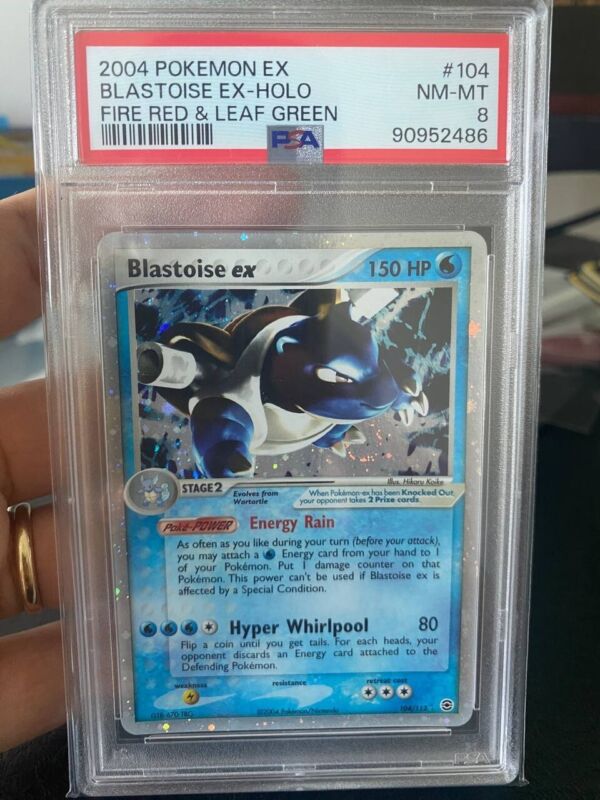 2004 POKEMON EX #104
BLASTOISE EX-HOLO NM-MT
FIRE RED & LEAF GREEN 8
PSA 90952486
Blastoise ex 150 HP
Illus. Hikaru Koike
STAGE 2
Evolves from
Wartortle
When Pokémon-ex has been Knocked Out,
your opponent takes 2 Prize cards.
Poké-POWER Energy Rain
As often as you like during your turn (before your attack),
you may attach a Energy card from your hand to 1
of your Pokémon. Put 1 damage counter on that
Pokémon. This power can't be used if Blastoise ex is
affected by a Special Condition.
Hyper Whirlpool 80
Flip a coin until you get tails. For each heads, your
opponent discards an Energy card attached to the
Defending Pokémon.
weakness resistance retreat cost
©2004 Pokémon/Nintendo 104/112